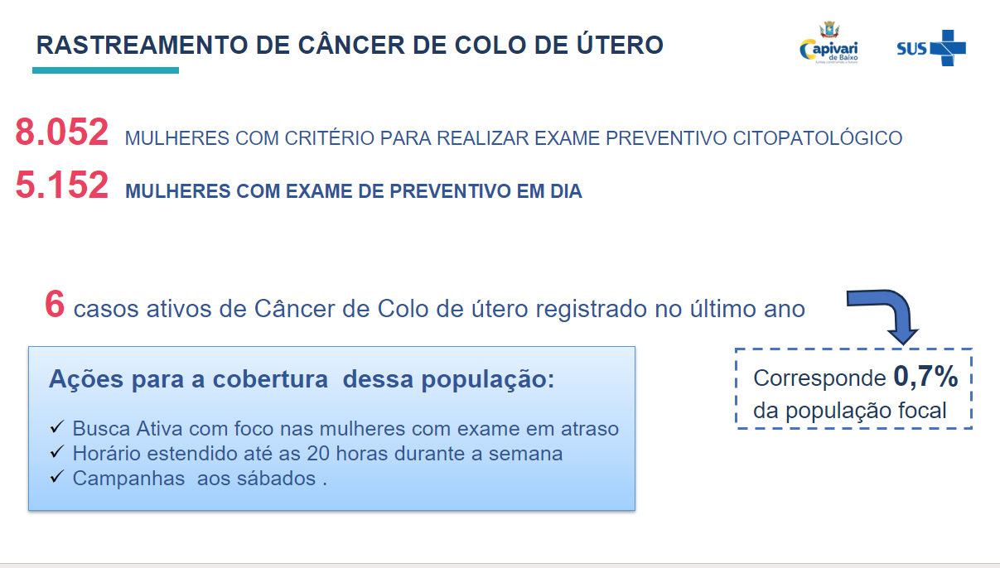 RASTREAMENTO DE CÂNCER DE COLO DE ÚTERO
Capivari
de Baixo
SUS
8.052 MULHERES COM CRITÉRIO PARA REALIZAR EXAME PREVENTIVO CITOPATOLÓGICO
5.152 MULHERES COM EXAME DE PREVENTIVO EM DIA
6 casos ativos de Câncer de Colo de útero registrado no último ano
Ações para a cobertura dessa população:
Busca Ativa com foco nas mulheres com exame em atraso
Horário estendido até as 20 horas durante a semana
Campanhas aos sábados .
Corresponde 0,7%
da população focal